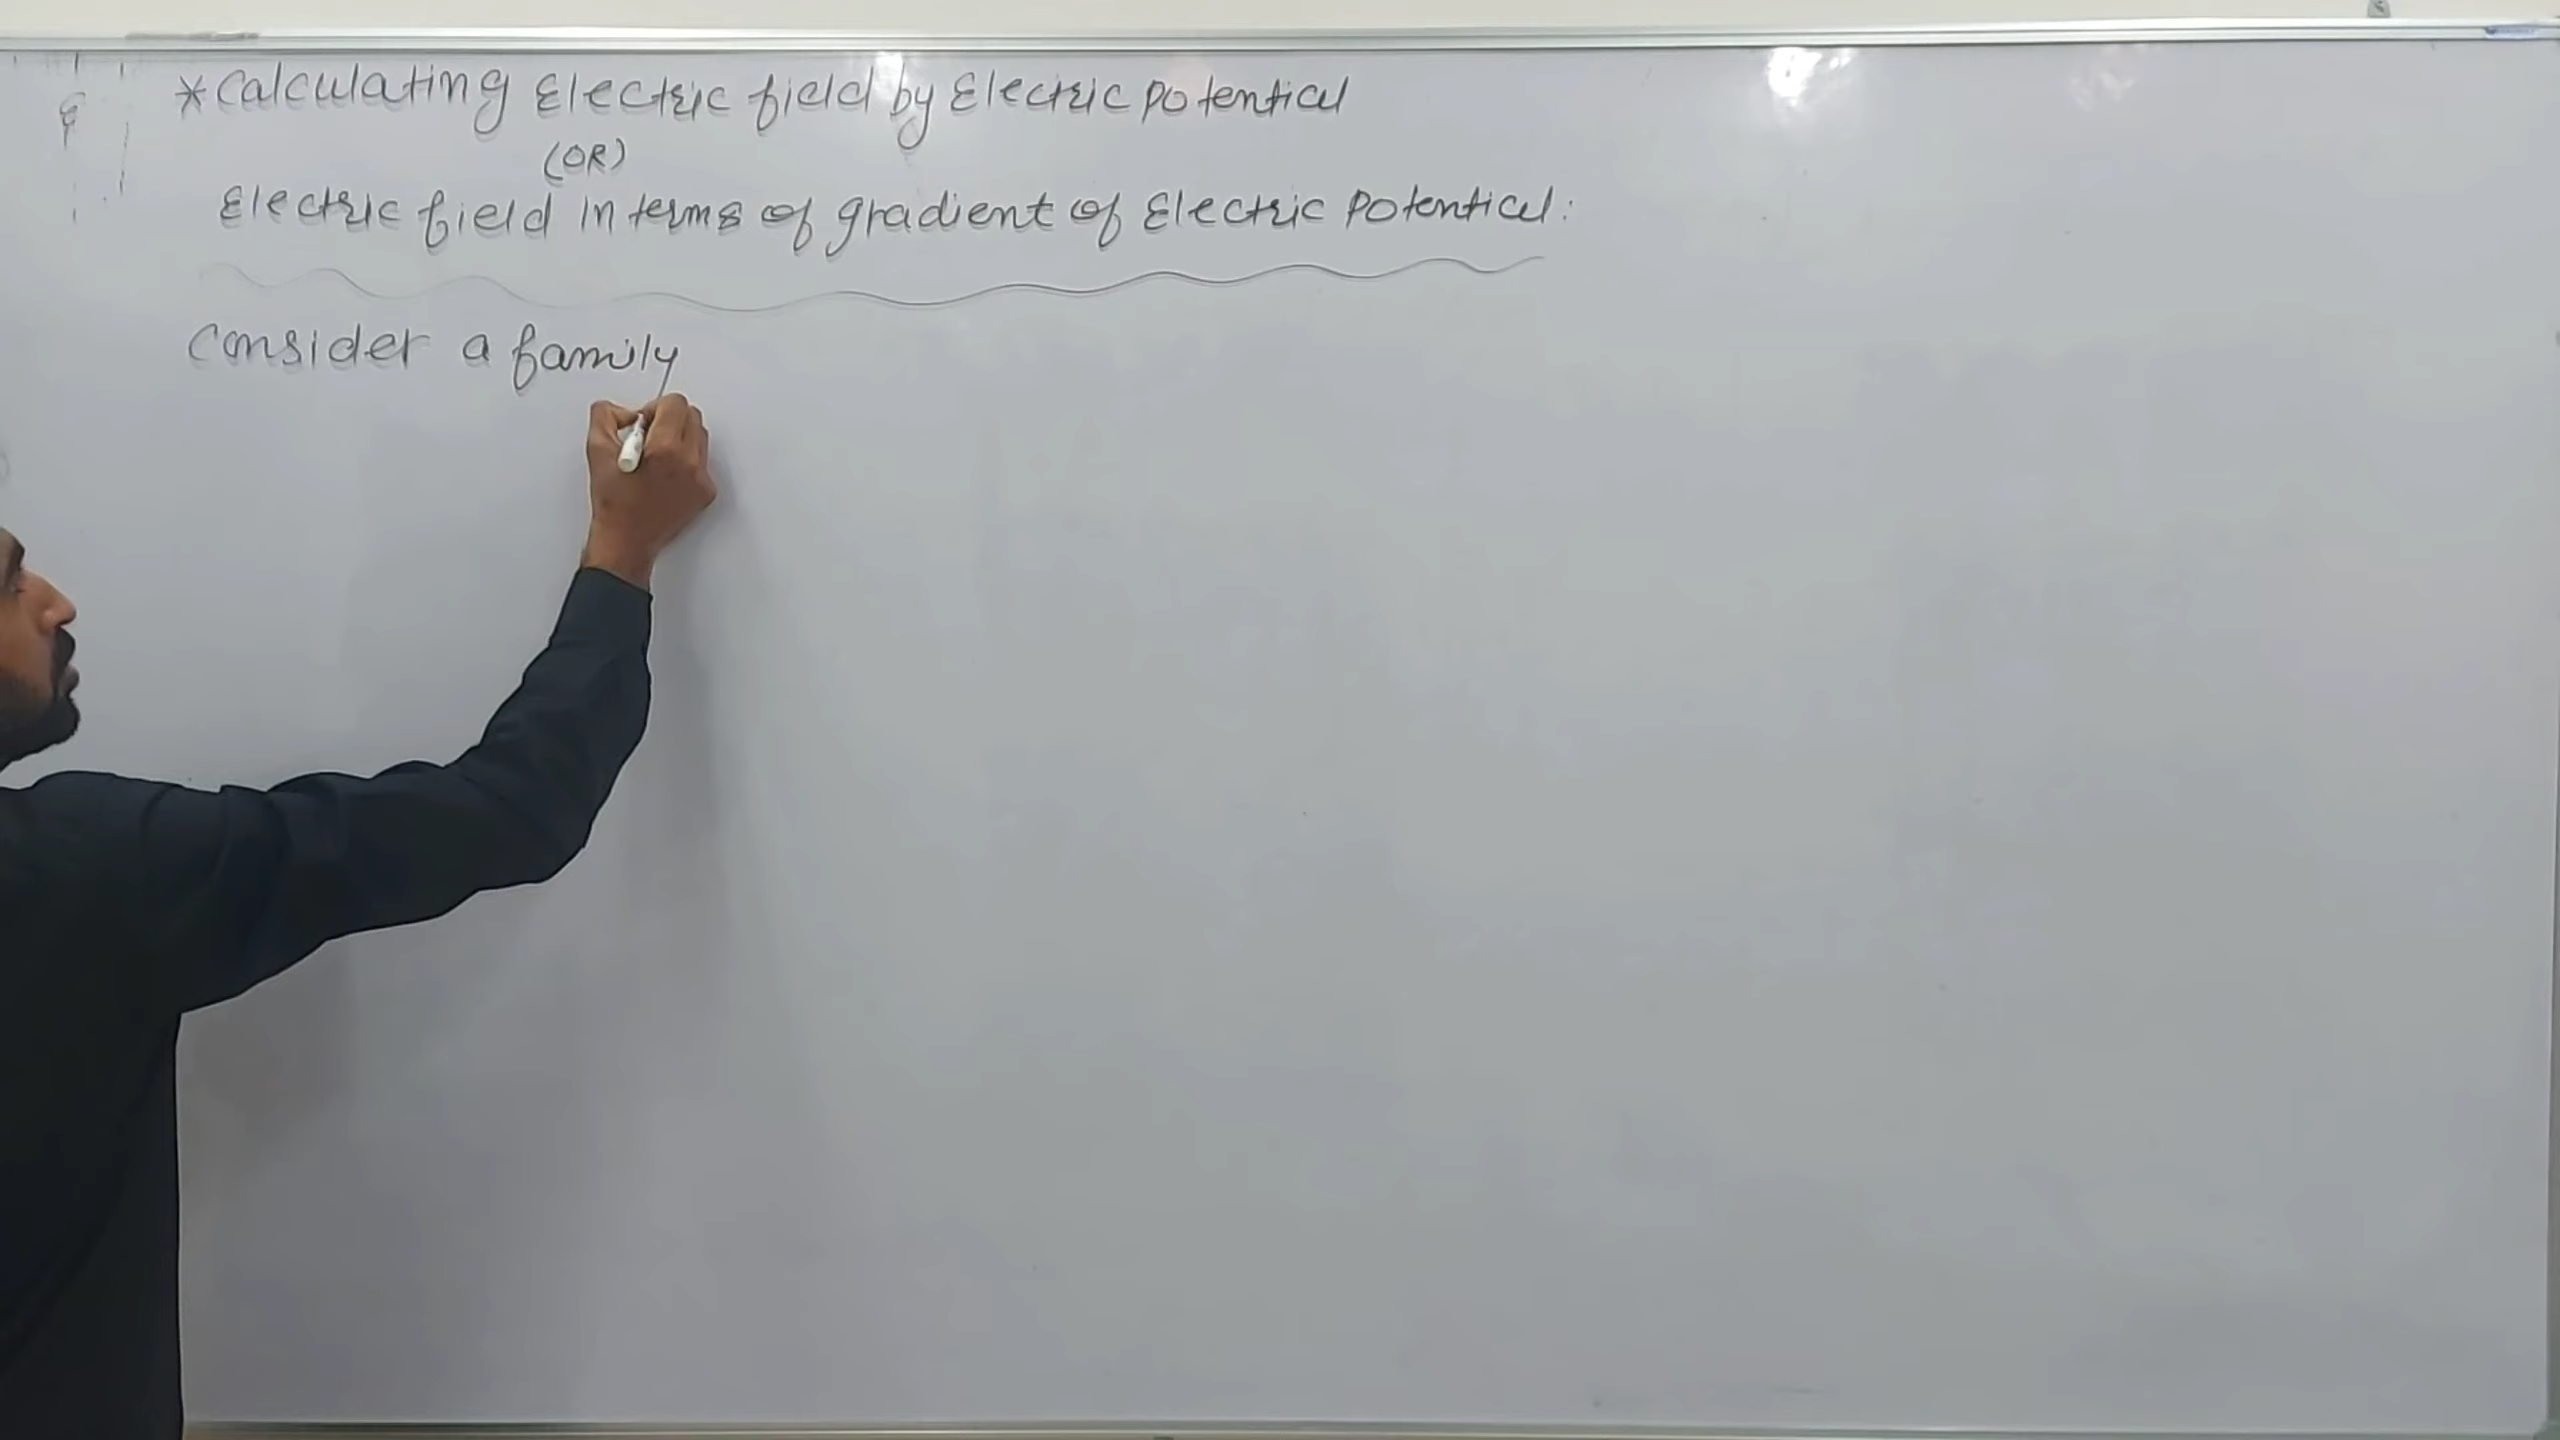 *Calculating Electric field by Electric potential
(OR)
Electric field in terms of gradient of Electric potential:
Consider a family